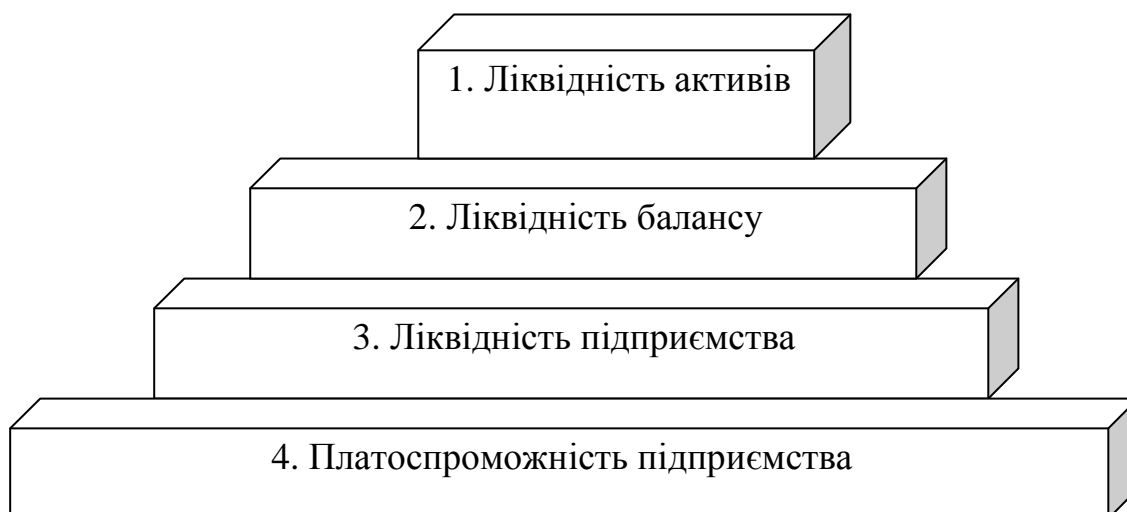 1. Ліквідність активів
2. Ліквідність балансу
3. Ліквідність підприємства
4. Платоспроможність підприємства